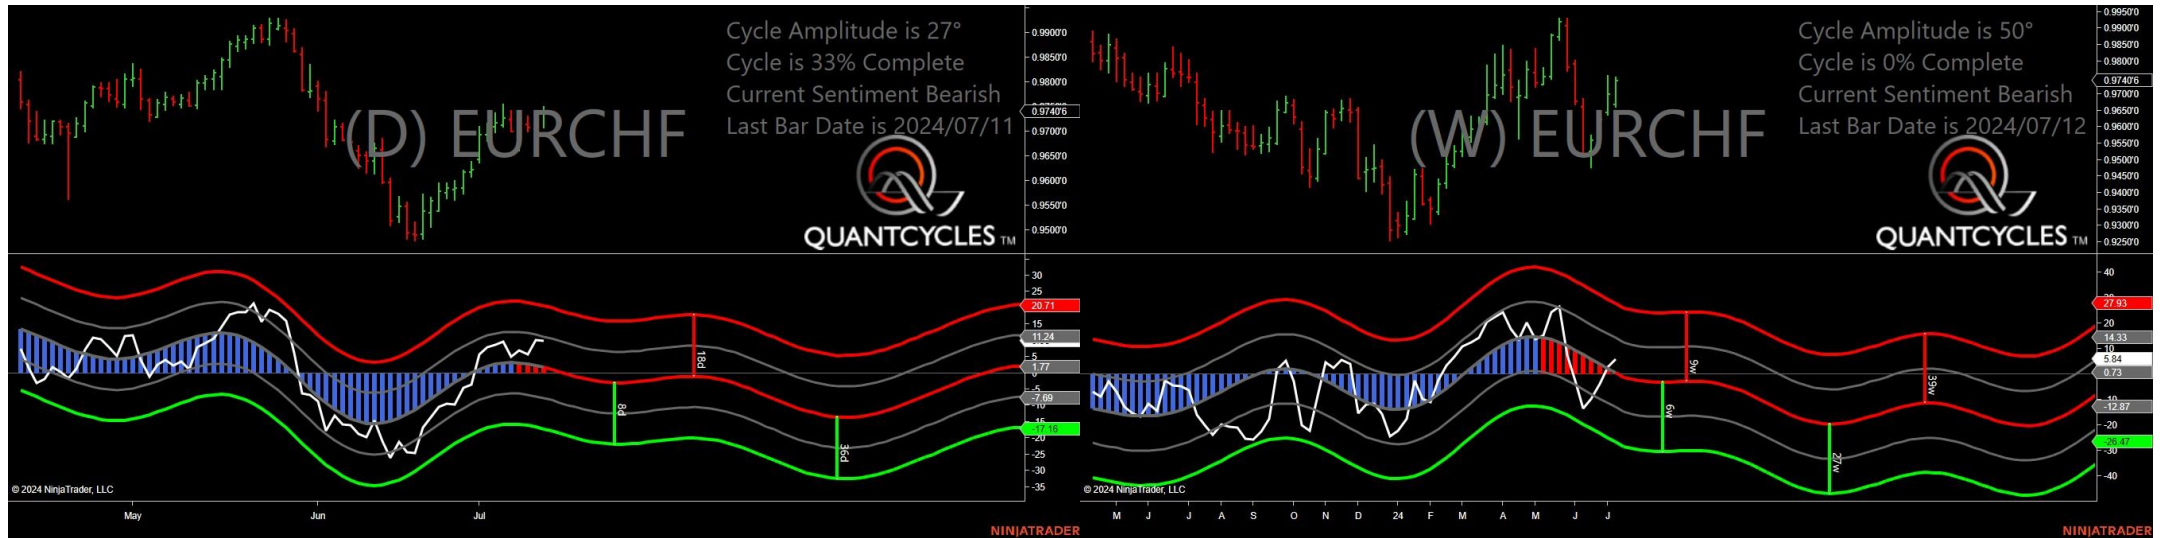 Cycle Amplitude is 27°
Cycle is 33% Complete
Current Sentiment Bearish
Last Bar Date is 2024/07/11
(D) EURCHF
QUANTCYCLES TM
0.9900'0
0.9850'0
0.9800'0
0.9740'6
0.9700'0
0.9650'0
0.9600'0
0.9550'0
0.9500'0
30
25
20.71
15
11.24
5
1.77
-5
-7.69
-10
-17.16
-20
-25
-30
-35
8d
18d
36d
© 2024 NinjaTrader, LLC
May Jun Jul
NINJATRADER
Cycle Amplitude is 50°
Cycle is 0% Complete
Current Sentiment Bearish
Last Bar Date is 2024/07/12
(W) EURCHF
QUANTCYCLES TM
0.9950'0
0.9900'0
0.9850'0
0.9800'0
0.9740'6
0.9700'0
0.9650'0
0.9600'0
0.9550'0
0.9500'0
0.9450'0
0.9400'0
0.9350'0
0.9300'0
0.9250'0
40
27.93
20
14.33
10
5.84
0.73
-12.87
-20
-26.47
-30
-40
6w
9w
27w
39w
© 2024 NinjaTrader, LLC
M J J A S O N D 24 F M A M J J
NINJATRADER